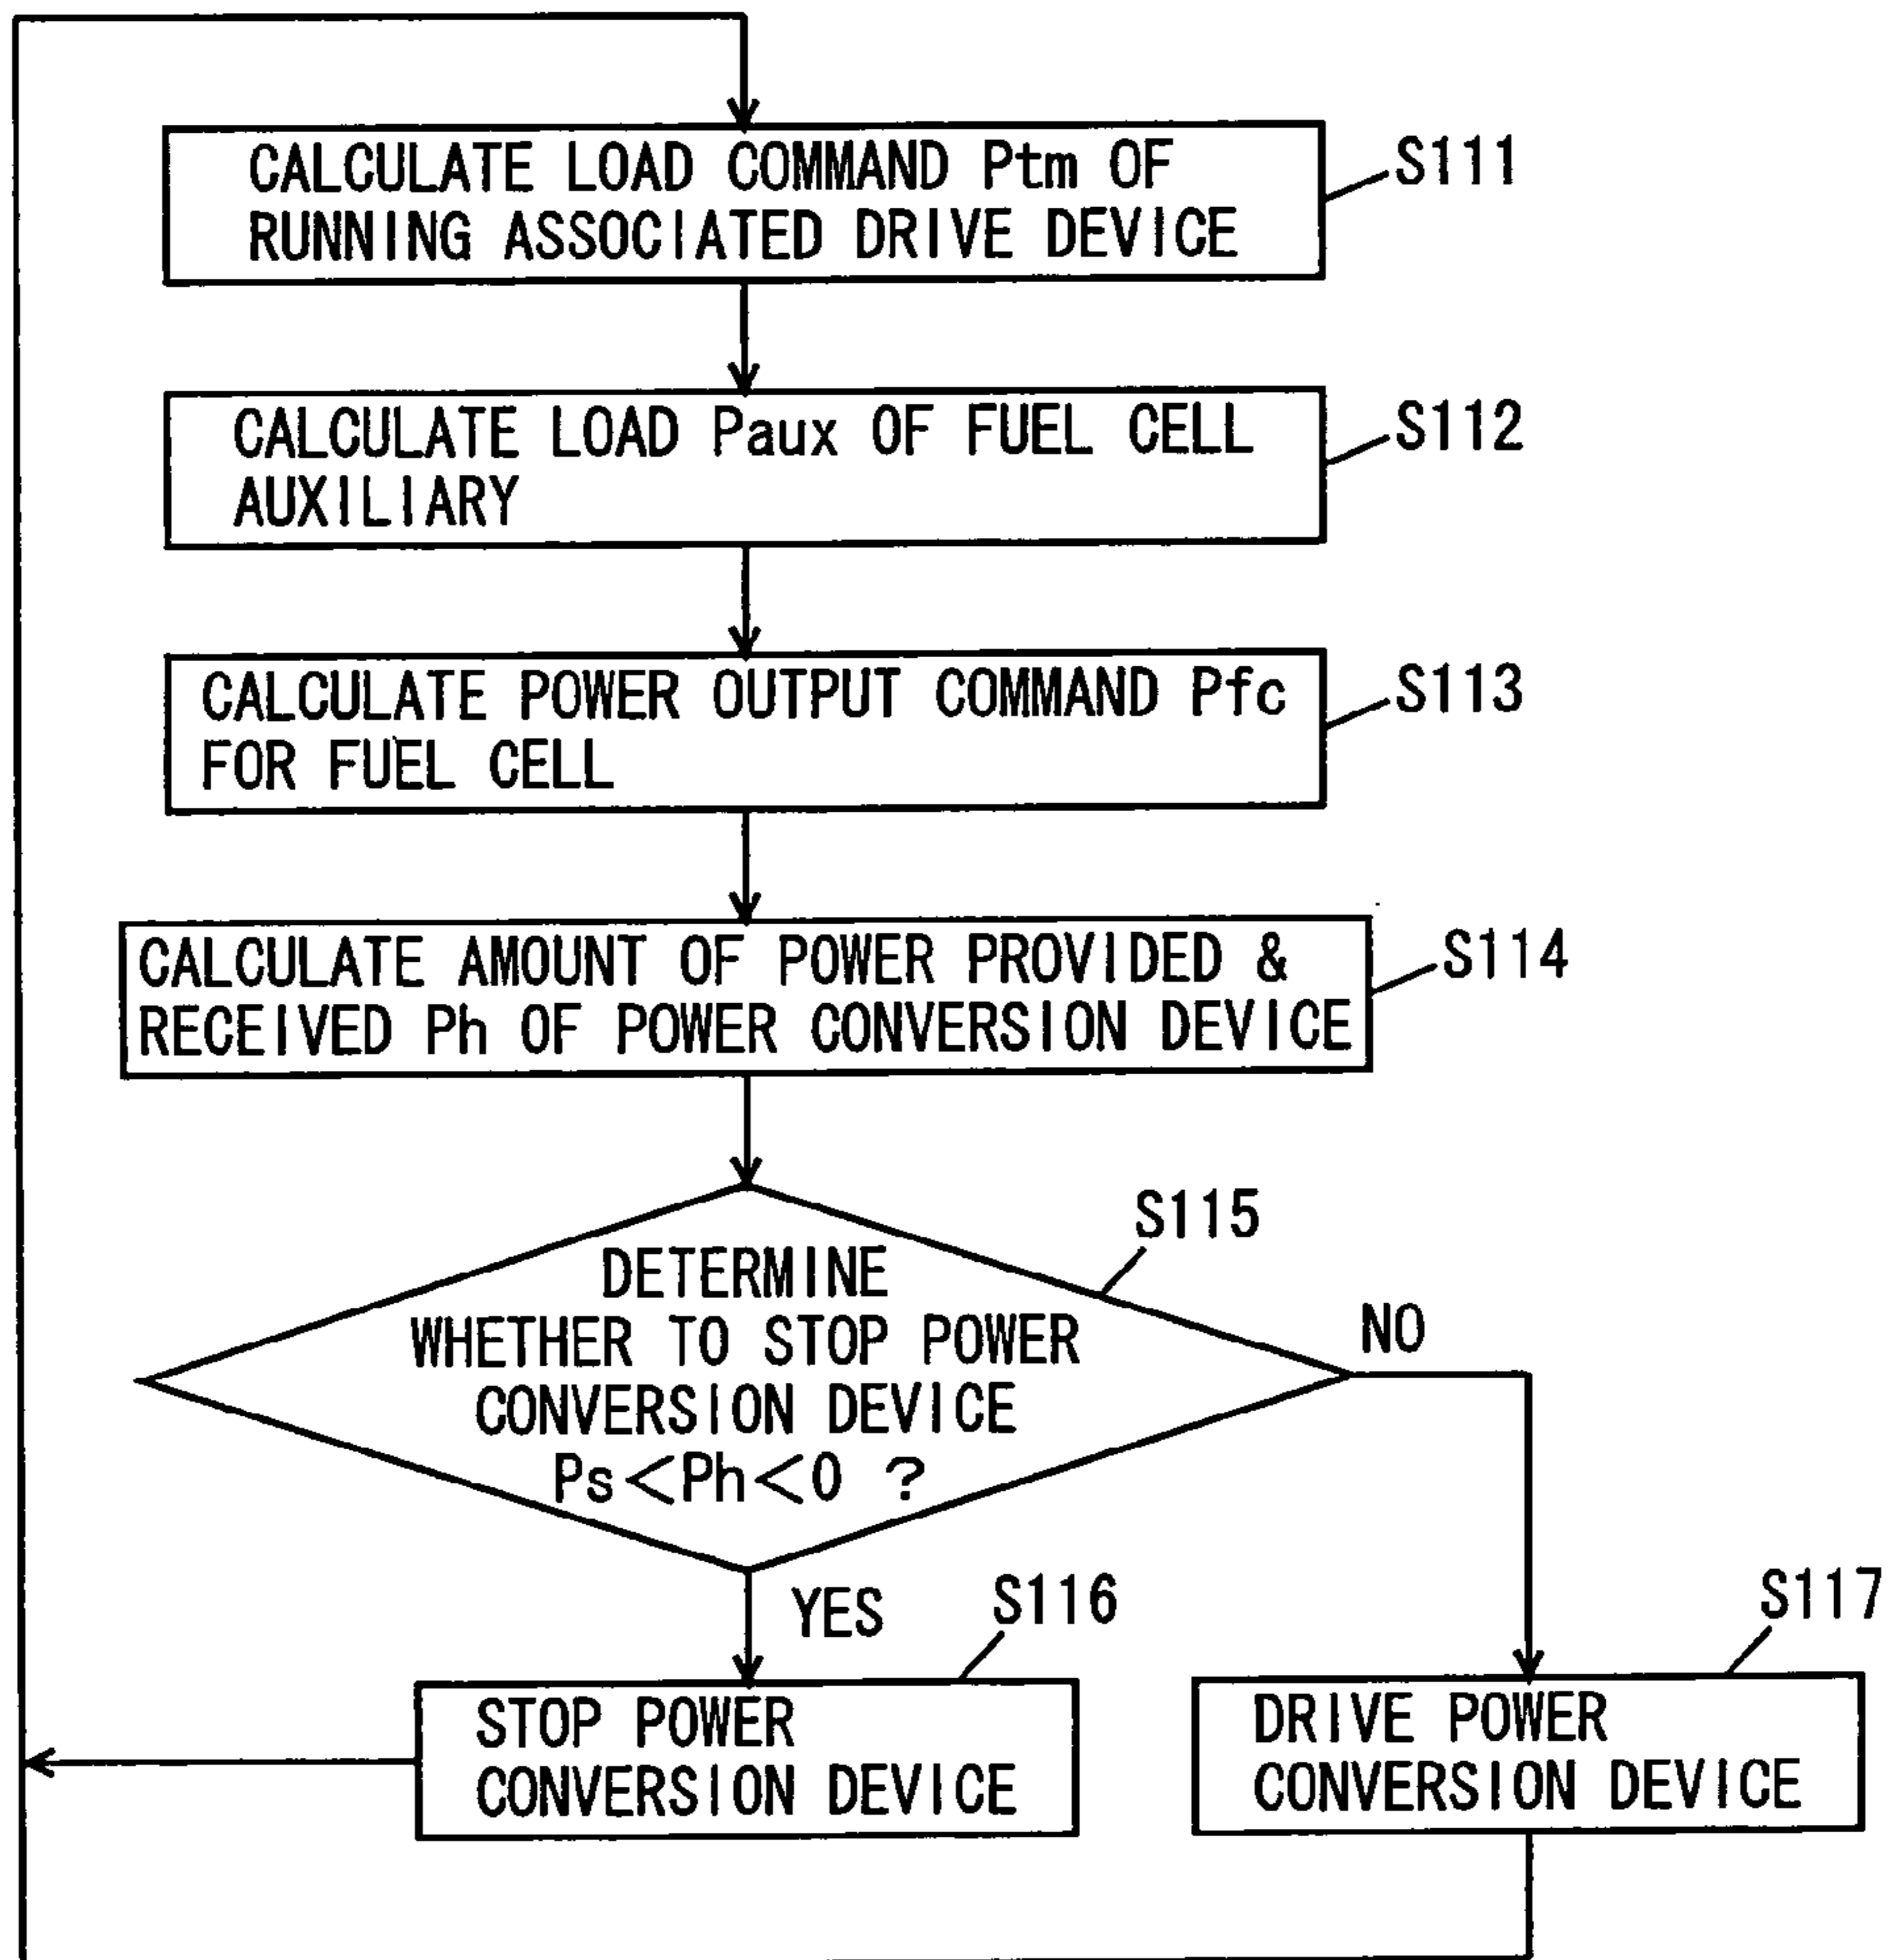 CALCULATE LOAD COMMAND Ptm OF
RUNNING ASSOCIATED DRIVE DEVICE
S111
CALCULATE LOAD Paux OF FUEL CELL
AUXILIARY
S112
CALCULATE POWER OUTPUT COMMAND Pfc
FOR FUEL CELL
S113
CALCULATE AMOUNT OF POWER PROVIDED &
RECEIVED Ph OF POWER CONVERSION DEVICE
S114
S115
DETERMINE
WHETHER TO STOP POWER
CONVERSION DEVICE
Ps<Ph<0 ?
NO
YES
S116
STOP POWER
CONVERSION DEVICE
S117
DRIVE POWER
CONVERSION DEVICE